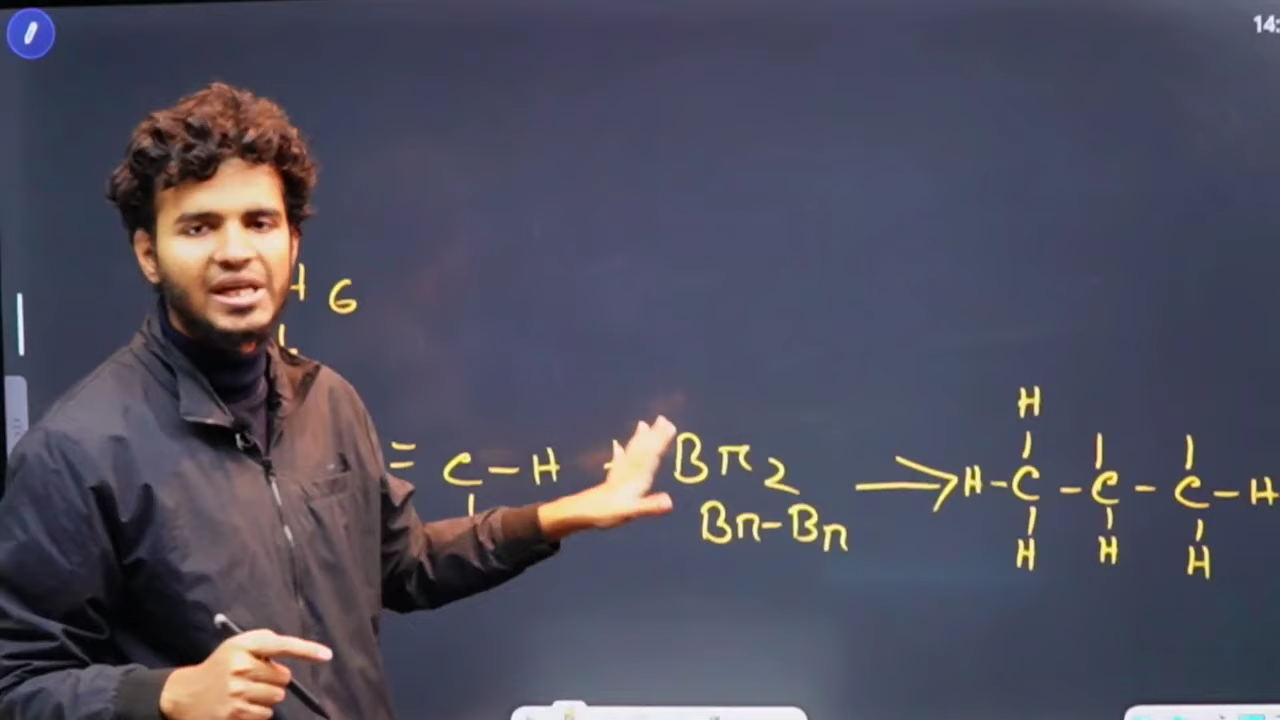 14:
6
H
= C - H + Br2 → H - C - C - C - H
Br-Br
H H H